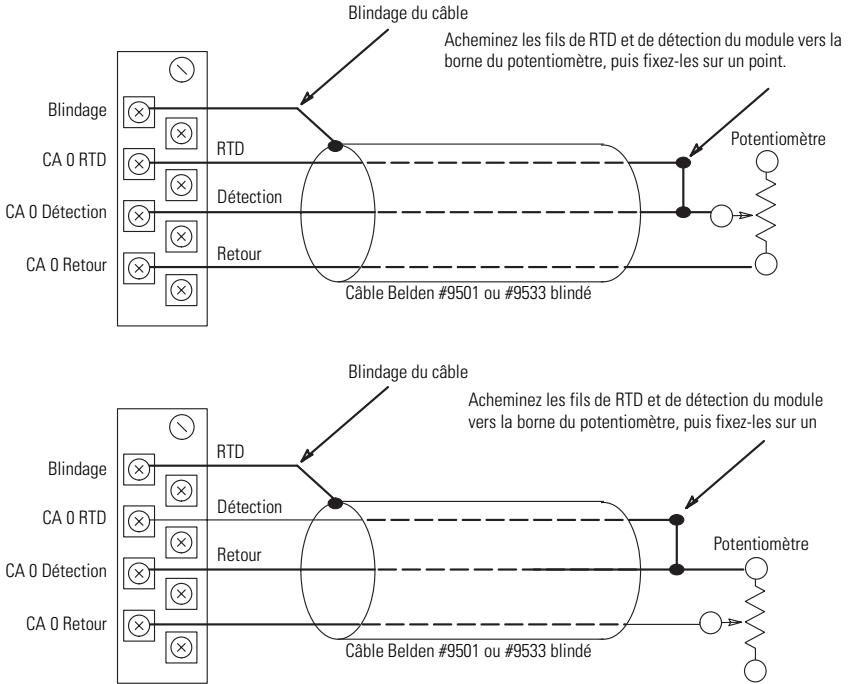 Blindage du câble
Acheminez les fils de RTD et de détection du module vers la
borne du potentiomètre, puis fixez-les sur un point.
Blindage
Potentiomètre
RTD
CA 0 RTD
Détection
CA 0 Détection
Retour
CA 0 Retour
Câble Belden #9501 ou #9533 blindé
Blindage du câble
Acheminez les fils de RTD et de détection du module
vers la borne du potentiomètre, puis fixez-les sur un
RTD
Blindage
Détection
CA 0 RTD
Potentiomètre
Retour
CA 0 Détection
CA 0 Retour
Câble Belden #9501 ou #9533 blindé